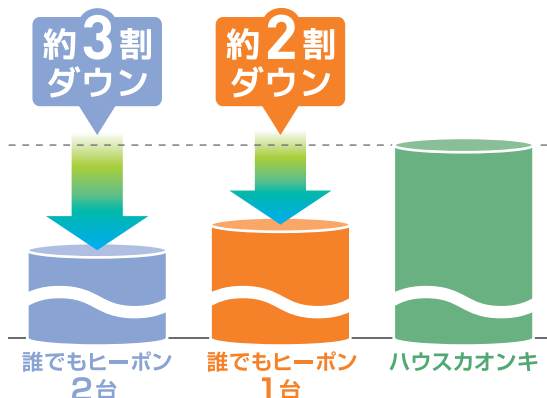 約3割
ダウン
約2割
ダウン
誰でもヒーポン
2台
誰でもヒーポン
1台
ハウスカオンキ